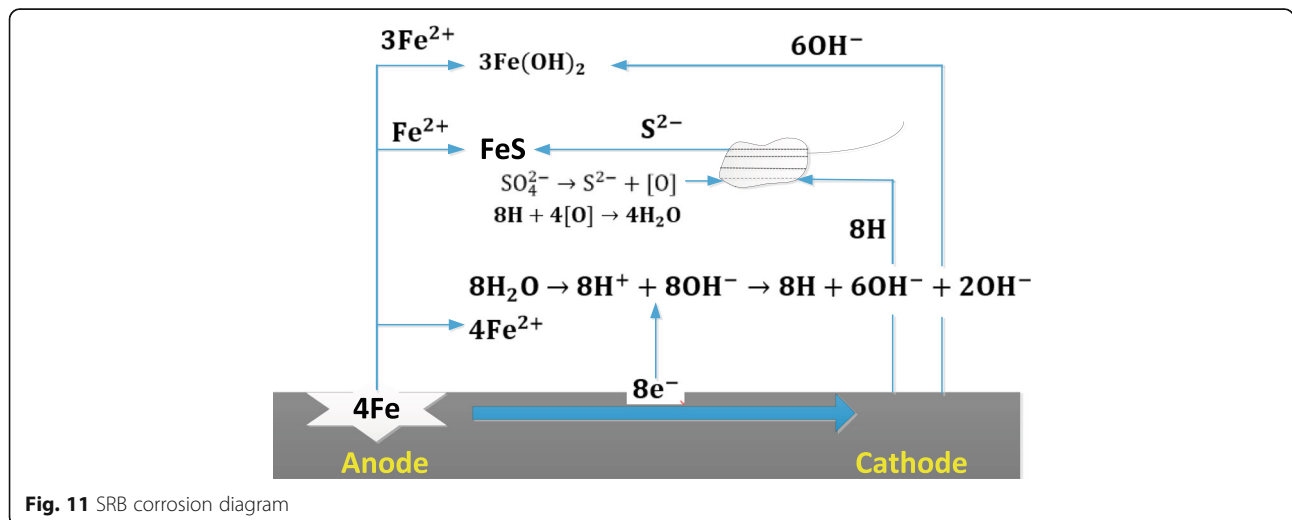 3Fe²⁺ 6OH⁻
3Fe(OH)₂
Fe²⁺ S²⁻
FeS
SO₄²⁻ → S²⁻ + [O]
8H + 4[O] → 4H₂O
8H
8H₂O → 8H⁺ + 8OH⁻ → 8H + 6OH⁻ + 2OH⁻
4Fe²⁺
8e⁻
4Fe
Anode Cathode
Fig. 11 SRB corrosion diagram